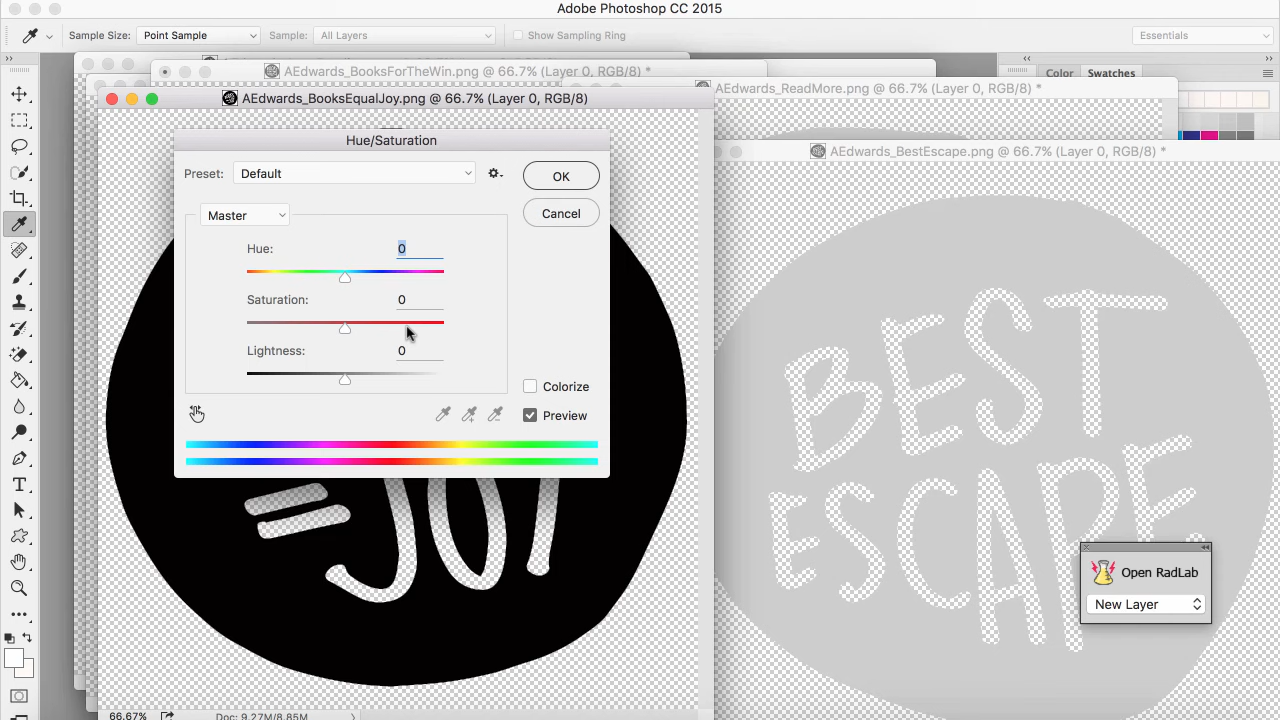 Adobe Photoshop CC 2015
Sample Size: Point Sample Sample: All Layers Show Sampling Ring Essentials
AEdwards_BooksForTheWin.png @ 66.7% (Layer 0, RGB/8) *
Color Swatches
AEdwards_ReadMore.png @ 66.7% (Layer 0, RGB/8) *
AEdwards_BooksEqualJoy.png @ 66.7% (Layer 0, RGB/8)
Hue/Saturation
AEdwards_BestEscape.png @ 66.7% (Layer 0, RGB/8) *
Preset: Default
OK
Cancel
Master
Hue: 0
Saturation: 0
Lightness: 0
Colorize
Preview
=JOY
BEST
ESCAPE
Open RadLab
New Layer
66.67% Doc: 9.27M/8.85M